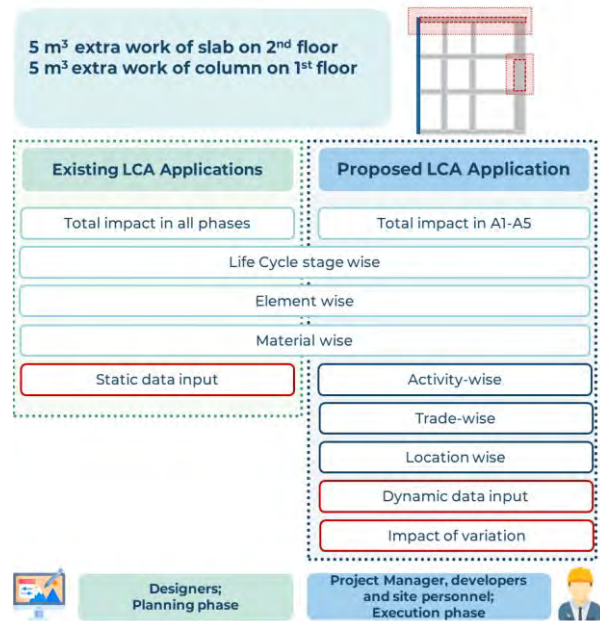 5 m³ extra work of slab on 2ⁿᵈ floor
5 m³ extra work of column on 1ˢᵗ floor
Existing LCA Applications
Proposed LCA Application
Total impact in all phases
Total impact in A1-A5
Life Cycle stage wise
Element wise
Material wise
Static data input
Activity-wise
Trade-wise
Location wise
Dynamic data input
Impact of variation
Designers;
Planning phase
Project Manager, developers
and site personnel;
Execution phase